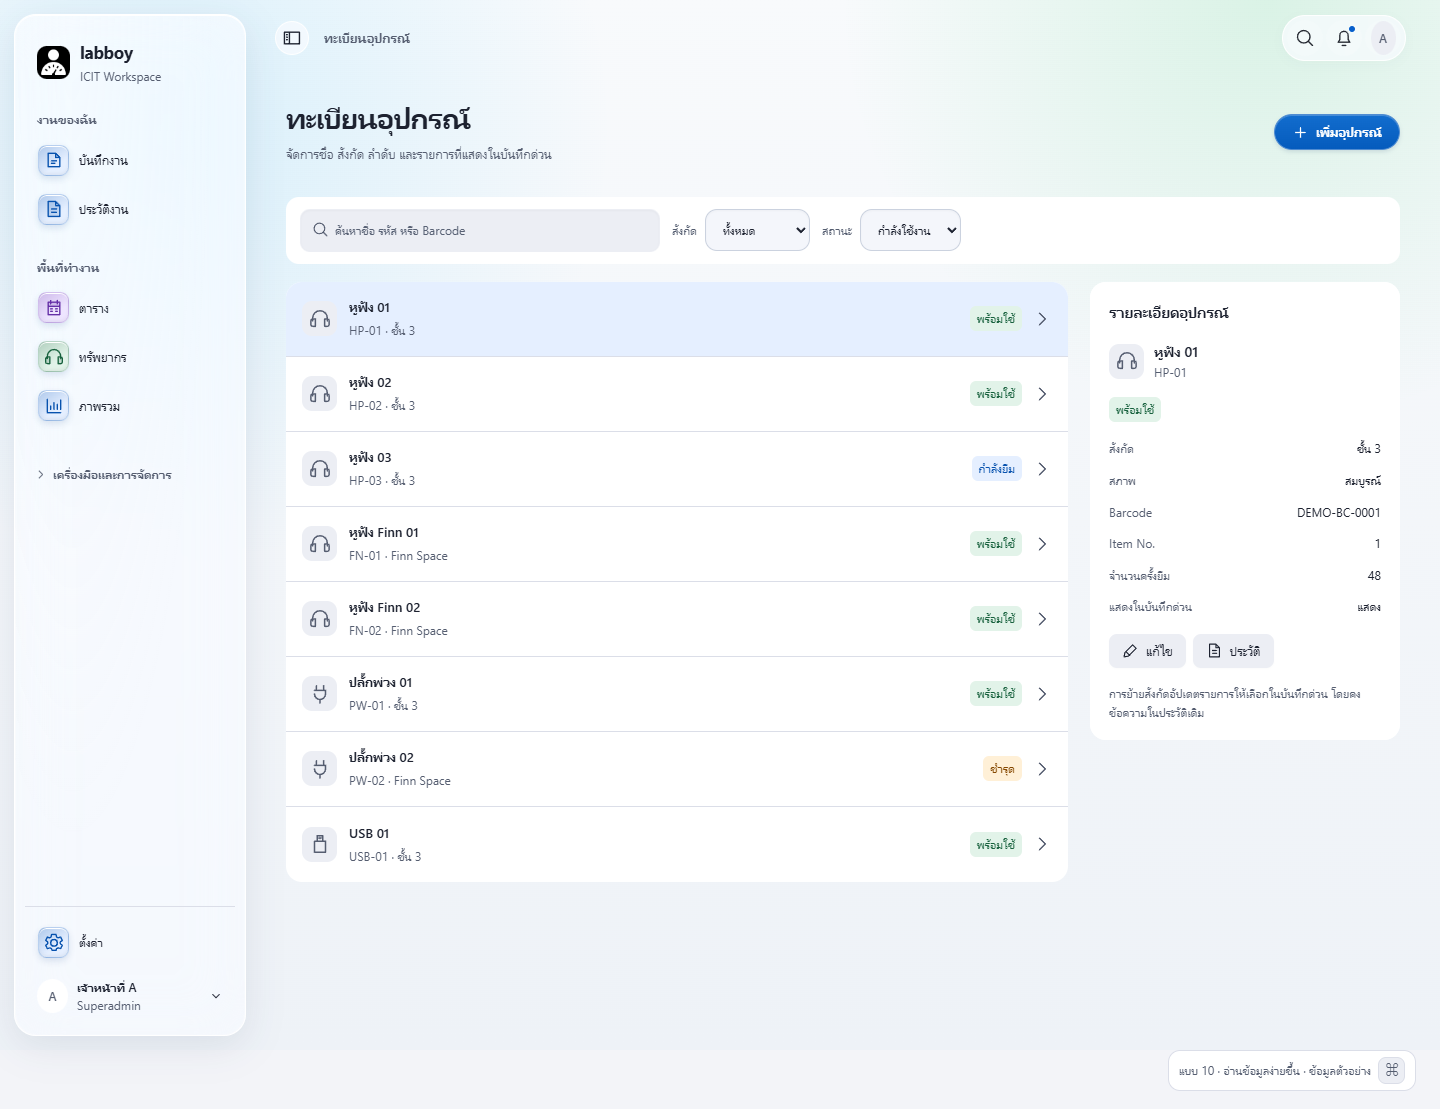 labboy
ICIT Workspace
งานของฉัน
บันทึกงาน
ประวัติงาน
พื้นที่ทำงาน
ตาราง
ทรัพยากร
ภาพรวม
เครื่องมือและการจัดการ
ตั้งค่า
A
เจ้าหน้าที่ A
Superadmin
ทะเบียนอุปกรณ์
A
ทะเบียนอุปกรณ์
จัดการชื่อ สังกัด ลำดับ และรายการที่แสดงในบันทึกด่วน
เพิ่มอุปกรณ์
ค้นหาชื่อ รหัส หรือ Barcode
สังกัด
ทั้งหมด
สถานะ
กำลังใช้งาน
หูฟัง 01
HP-01 · ชั้น 3
พร้อมใช้
หูฟัง 02
HP-02 · ชั้น 3
พร้อมใช้
หูฟัง 03
HP-03 · ชั้น 3
กำลังยืม
หูฟัง Finn 01
FN-01 · Finn Space
พร้อมใช้
หูฟัง Finn 02
FN-02 · Finn Space
พร้อมใช้
ปลั๊กพ่วง 01
PW-01 · ชั้น 3
พร้อมใช้
ปลั๊กพ่วง 02
PW-02 · Finn Space
ชำรุด
USB 01
USB-01 · ชั้น 3
พร้อมใช้
รายละเอียดอุปกรณ์
หูฟัง 01
HP-01
พร้อมใช้
สังกัด ชั้น 3
สภาพ สมบูรณ์
Barcode DEMO-BC-0001
Item No. 1
จำนวนครั้งยืม 48
แสดงในบันทึกด่วน แสดง
แก้ไข
ประวัติ
การย้ายสังกัดอัปเดตรายการให้เลือกในบันทึกด่วน โดยคง
ข้อความในประวัติเดิม
แบบ 10 · อ่านข้อมูลง่ายขึ้น · ข้อมูลตัวอย่าง ⌘